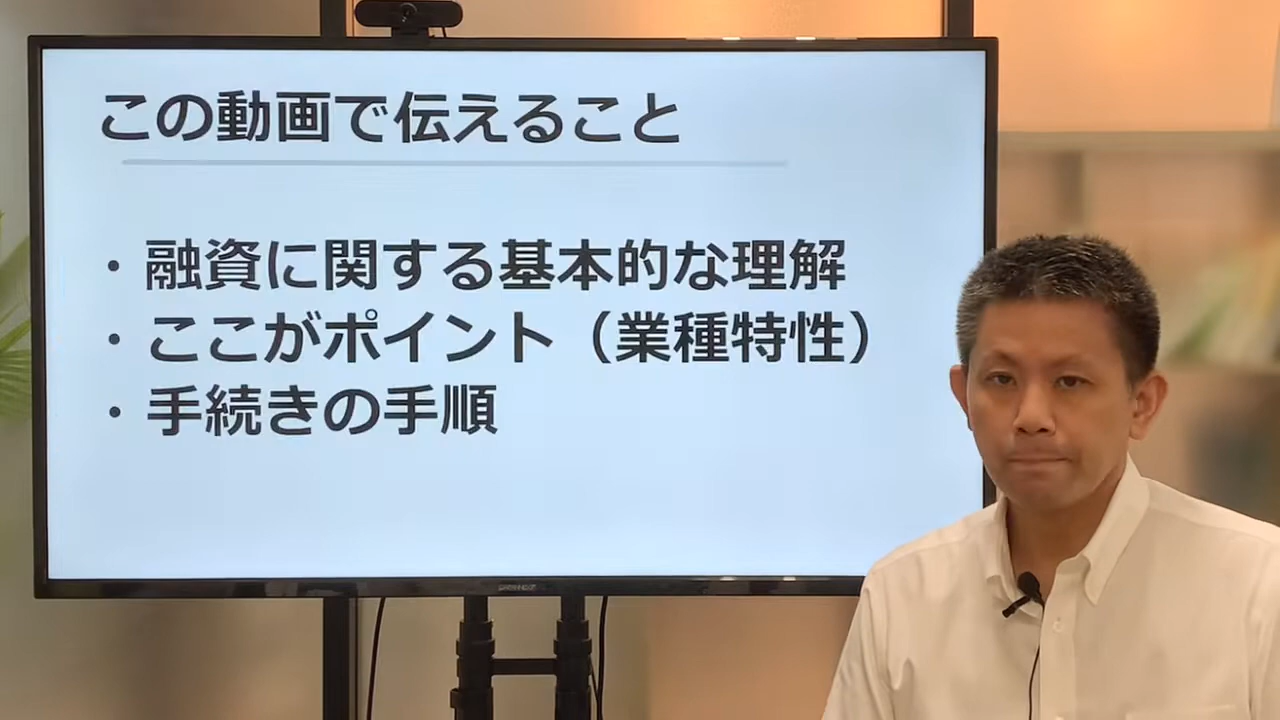 この動画で伝えること
・融資に関する基本的な理解
・ここがポイント（業種特性）
・手続きの手順